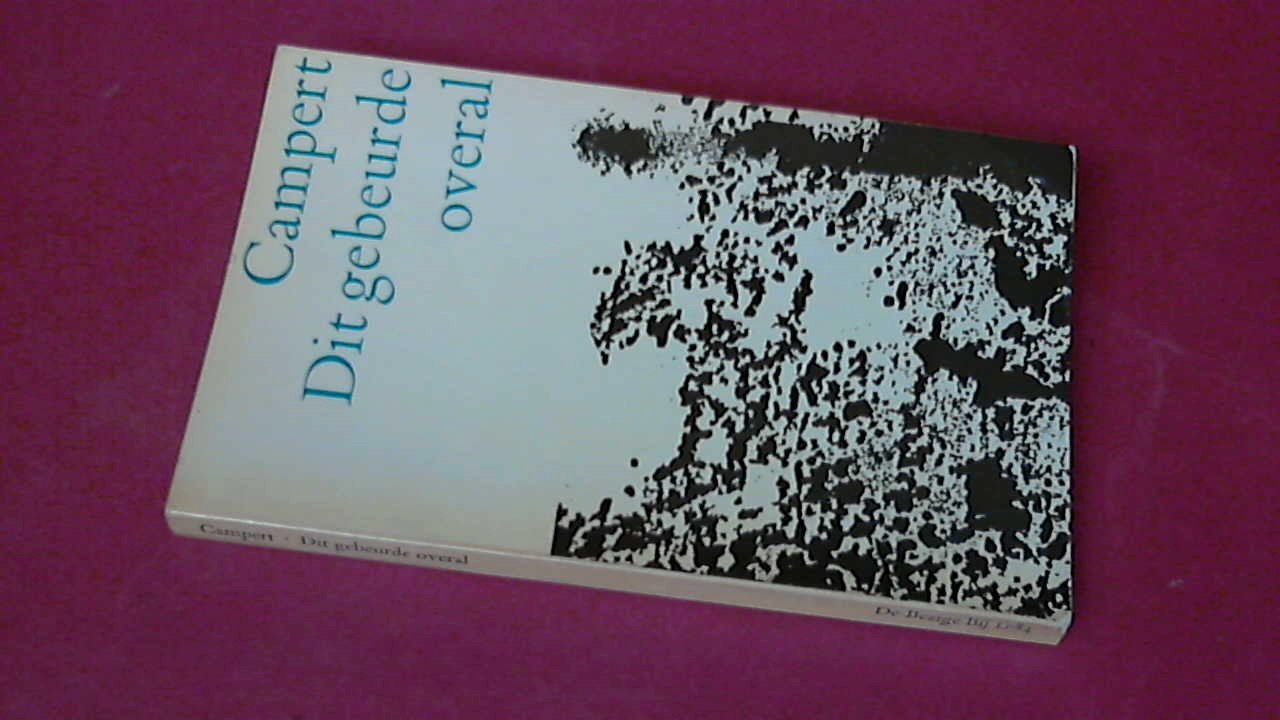 Campert
Dit gebeurde
overal
Campert · Dit gebeurde overal
De Bezige Bij